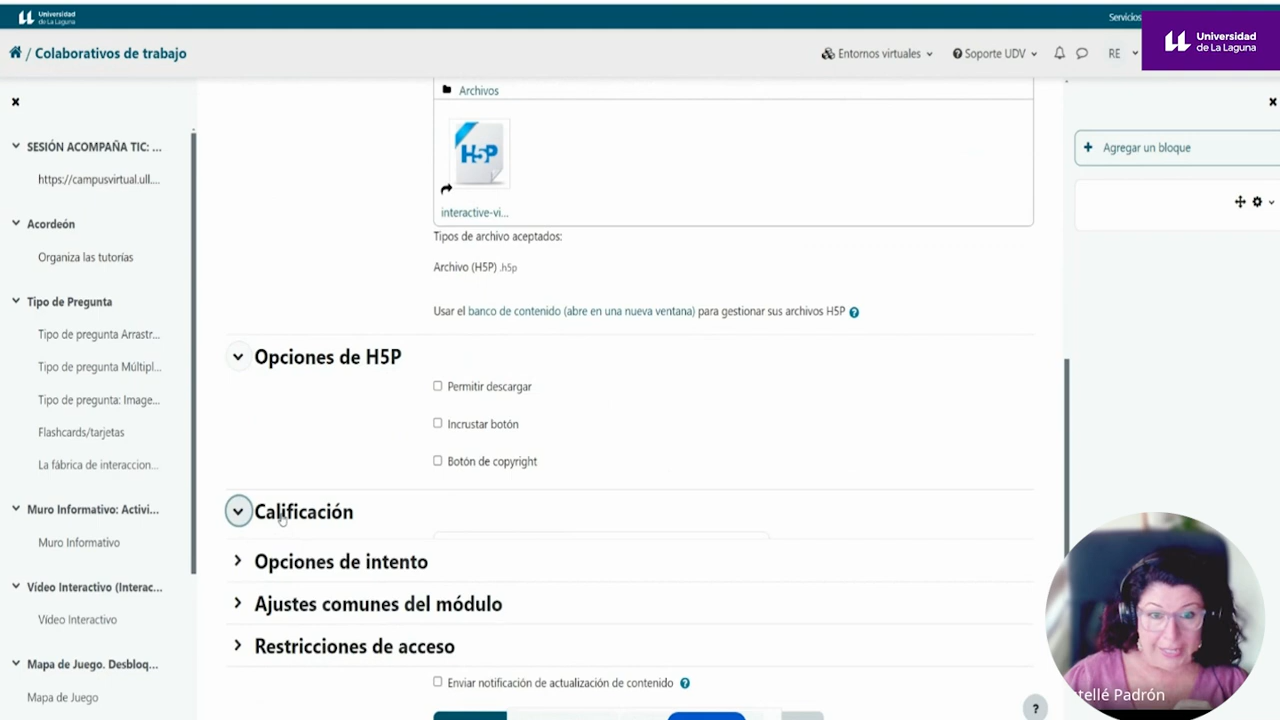 Universidad
de La Laguna
Servicios
Universidad
de La Laguna
/ Colaborativos de trabajo
Entornos virtuales
Soporte UDV
RE
SESIÓN ACOMPAÑA TIC: ...
https://campusvirtual.ull....
Acordeón
Organiza las tutorías
Tipo de Pregunta
Tipo de pregunta Arrastr...
Tipo de pregunta Múltipl...
Tipo de pregunta: Image...
Flashcards/tarjetas
La fábrica de interaccion...
Muro Informativo: Activi...
Muro Informativo
Vídeo Interactivo (Interac...
Vídeo Interactivo
Mapa de Juego. Desbloq...
Mapa de Juego
Archivos
H5P
interactive-vi...
Tipos de archivo aceptados:
Archivo (H5P) .h5p
Usar el banco de contenido (abre en una nueva ventana) para gestionar sus archivos H5P
Opciones de H5P
Permitir descargar
Incrustar botón
Botón de copyright
Calificación
Opciones de intento
Ajustes comunes del módulo
Restricciones de acceso
Enviar notificación de actualización de contenido
Agregar un bloque
tellé Padrón